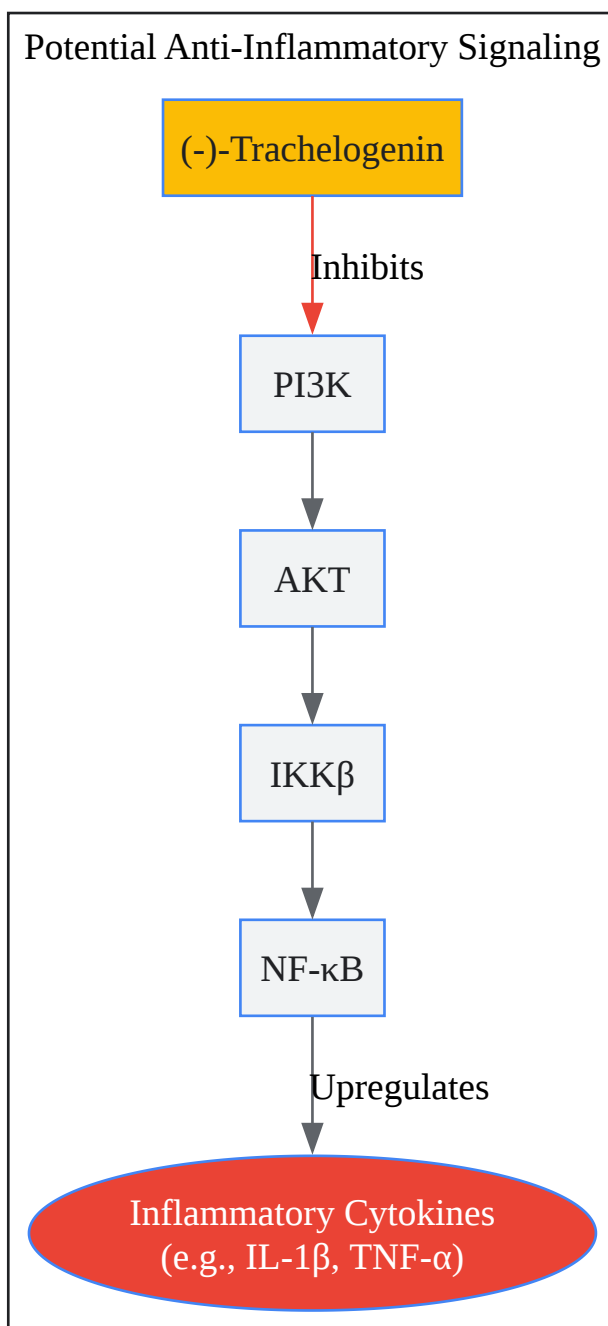 Potential Anti-Inflammatory Signaling
(-)-Trachelogenin
Inhibits
PI3K
AKT
IKKβ
NF-κB
Upregulates
Inflammatory Cytokines
(e.g., IL-1β, TNF-α)